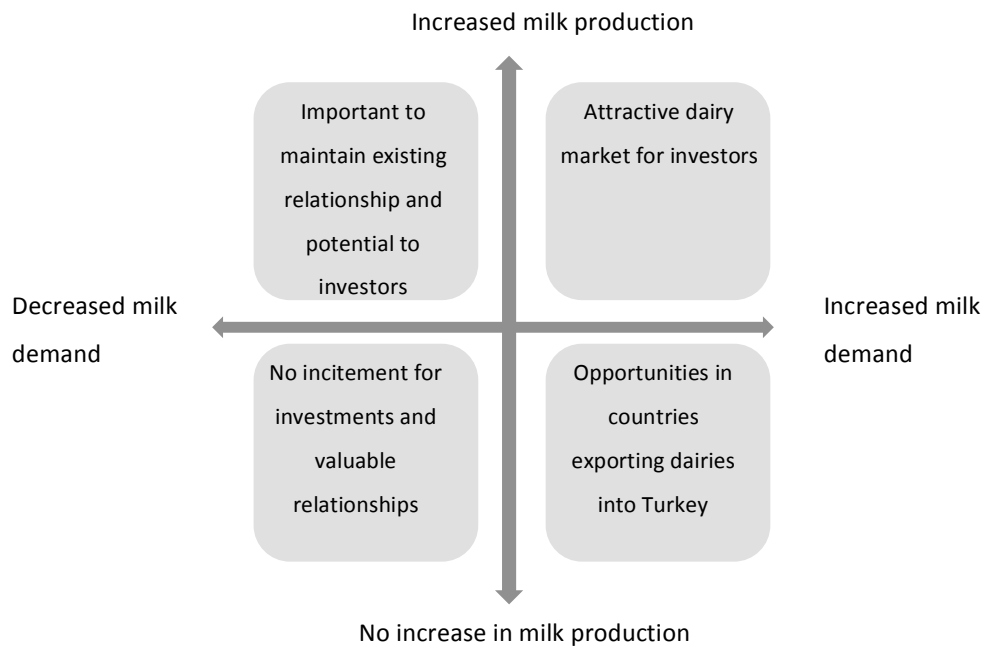 Increased milk production
Important to
maintain existing
relationship and
potential to
investors
Attractive dairy
market for investors
Decreased milk
demand
Increased milk
demand
No incitement for
investments and
valuable
relationships
Opportunities in
countries
exporting dairies
into Turkey
No increase in milk production